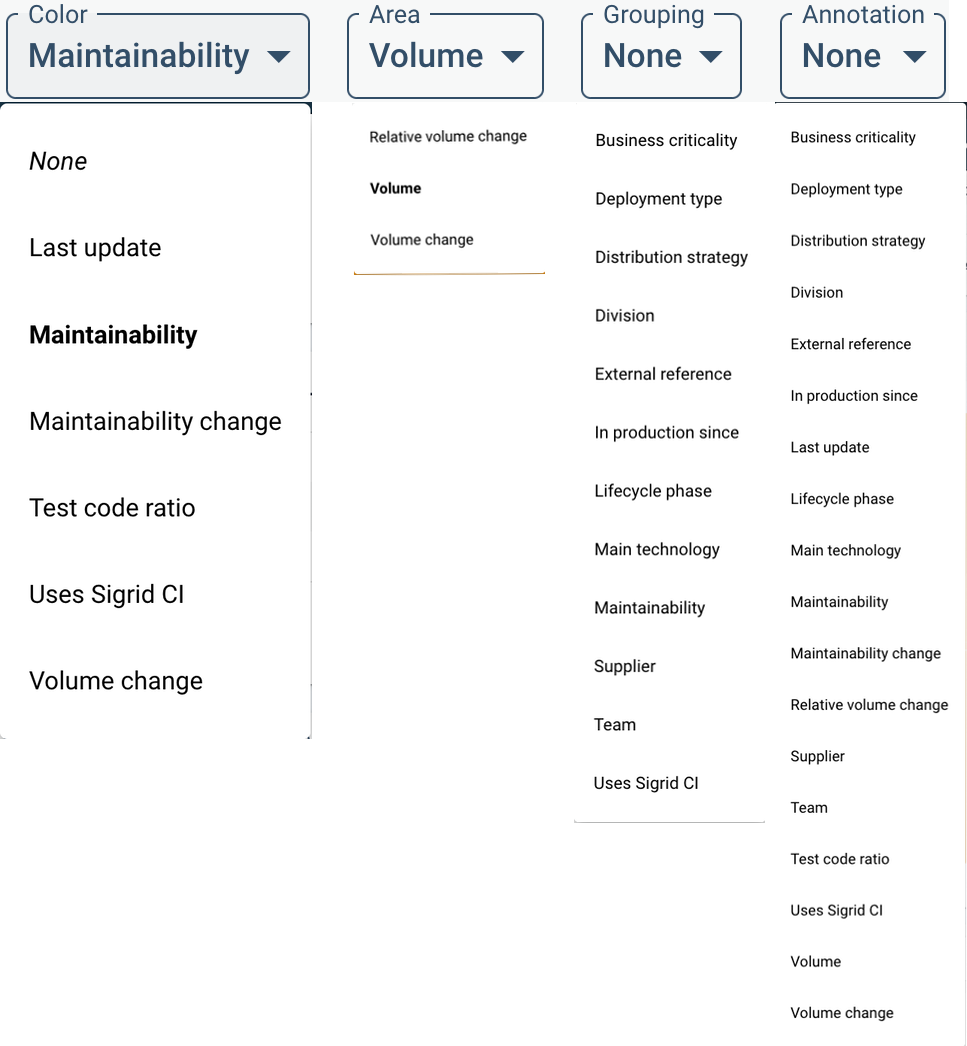 Color
Maintainability
None
Last update
Maintainability
Maintainability change
Test code ratio
Uses Sigrid CI
Volume change
Area
Volume
Relative volume change
Volume
Volume change
Grouping
None
Business criticality
Deployment type
Distribution strategy
Division
External reference
In production since
Lifecycle phase
Main technology
Maintainability
Supplier
Team
Uses Sigrid CI
Annotation
None
Business criticality
Deployment type
Distribution strategy
Division
External reference
In production since
Last update
Lifecycle phase
Main technology
Maintainability
Maintainability change
Relative volume change
Supplier
Team
Test code ratio
Uses Sigrid CI
Volume
Volume change